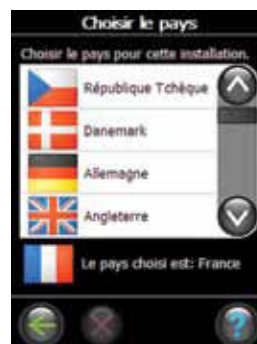 Choisir le pays
Choisir le pays pour cette installation.
République Tchèque
Danemark
Allemagne
Angleterre
Le pays choisi est: France
?